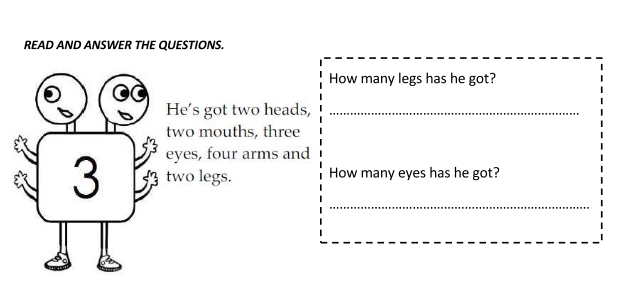 READ AND ANSWER THE QUESTIONS.
3
He's got two heads,
two mouths, three
eyes, four arms and
two legs.
How many legs has he got?
................................................................................
How many eyes has he got?
...................................................................................